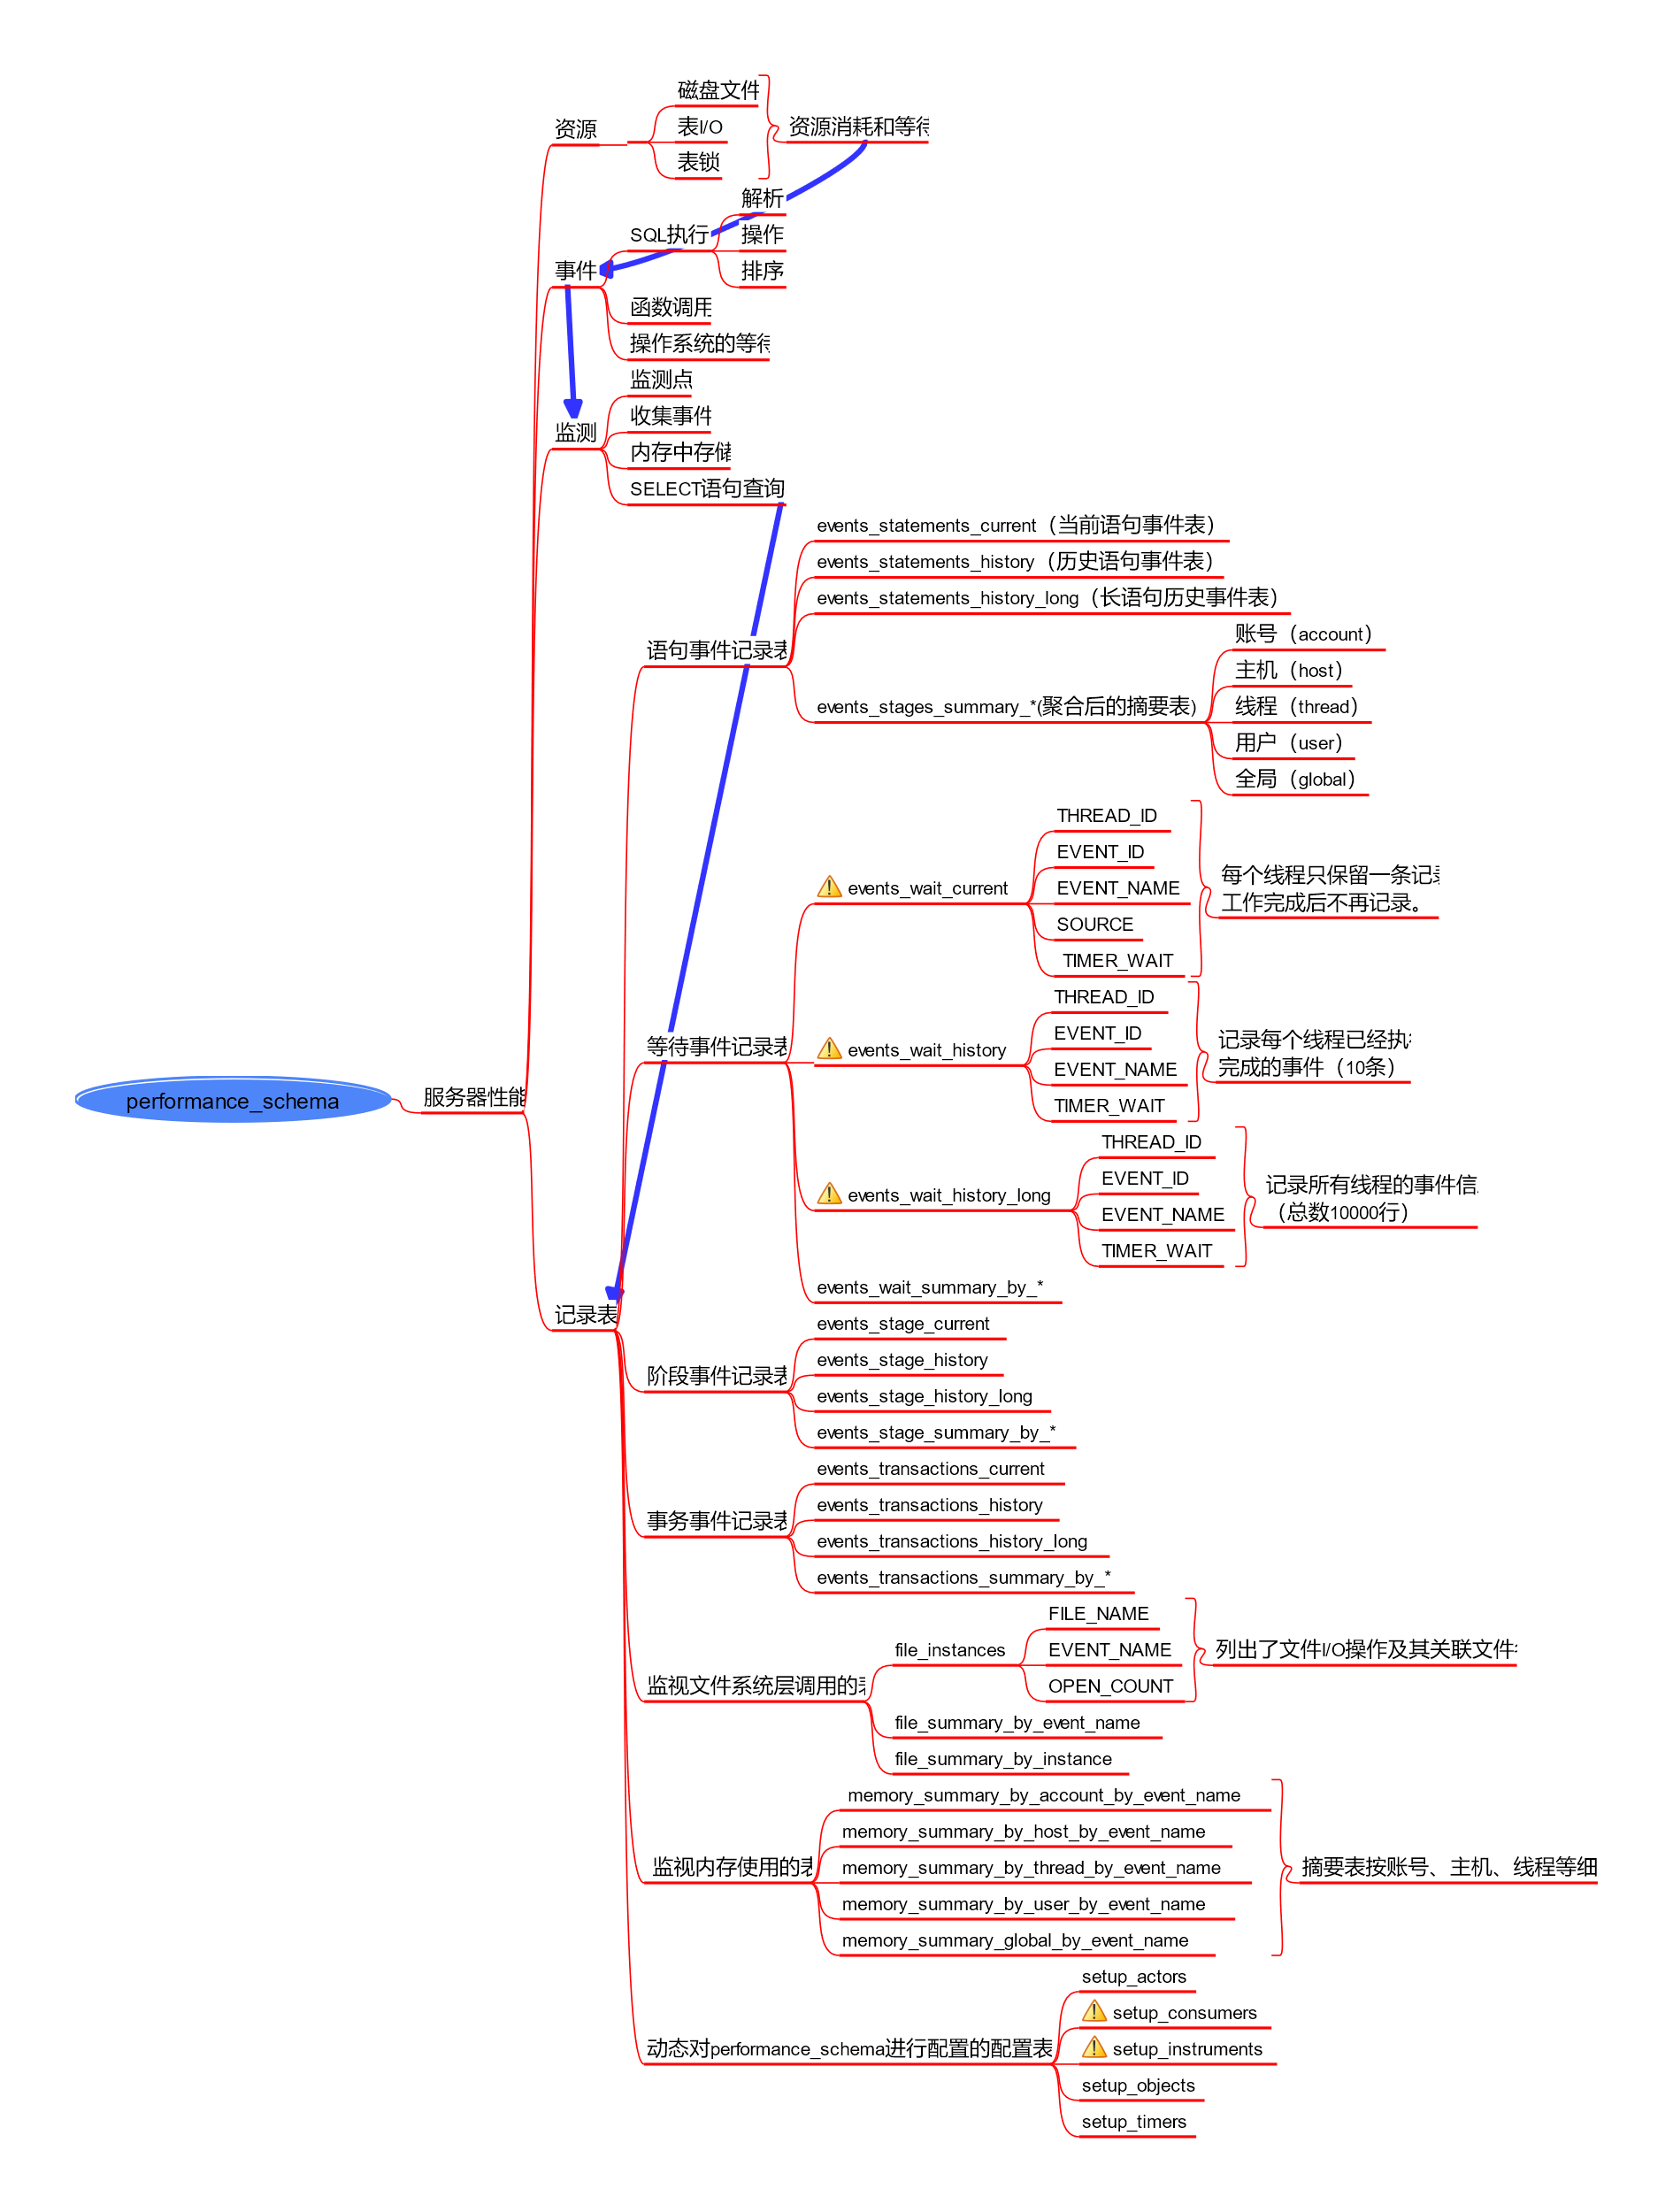 磁盘文件
表I/O
表锁
资源
资源消耗和等待
解析
操作
排序
SQL执行
事件
函数调用
操作系统的等待
监测点
收集事件
内存中存储
SELECT语句查询
监测
events_statements_current（当前语句事件表）
events_statements_history（历史语句事件表）
events_statements_history_long（长语句历史事件表）
语句事件记录表
账号（account）
主机（host）
线程（thread）
用户（user）
全局（global）
events_stages_summary_*(聚合后的摘要表)
THREAD_ID
EVENT_ID
EVENT_NAME
SOURCE
TIMER_WAIT
events_wait_current
每个线程只保留一条记录
工作完成后不再记录。
THREAD_ID
EVENT_ID
EVENT_NAME
TIMER_WAIT
events_wait_history
记录每个线程已经执行
完成的事件（10条）
等待事件记录表
performance_schema
服务器性能
THREAD_ID
EVENT_ID
EVENT_NAME
TIMER_WAIT
events_wait_history_long
记录所有线程的事件信
（总数10000行）
events_wait_summary_by_*
记录表
events_stage_current
events_stage_history
events_stage_history_long
events_stage_summary_by_*
阶段事件记录表
events_transactions_current
events_transactions_history
events_transactions_history_long
events_transactions_summary_by_*
事务事件记录表
FILE_NAME
EVENT_NAME
OPEN_COUNT
file_instances
列出了文件I/O操作及其关联文件
监视文件系统层调用的表
file_summary_by_event_name
file_summary_by_instance
memory_summary_by_account_by_event_name
memory_summary_by_host_by_event_name
memory_summary_by_thread_by_event_name
memory_summary_by_user_by_event_name
memory_summary_global_by_event_name
监视内存使用的表
摘要表按账号、主机、线程等细
setup_actors
setup_consumers
setup_instruments
setup_objects
setup_timers
动态对performance_schema进行配置的配置表